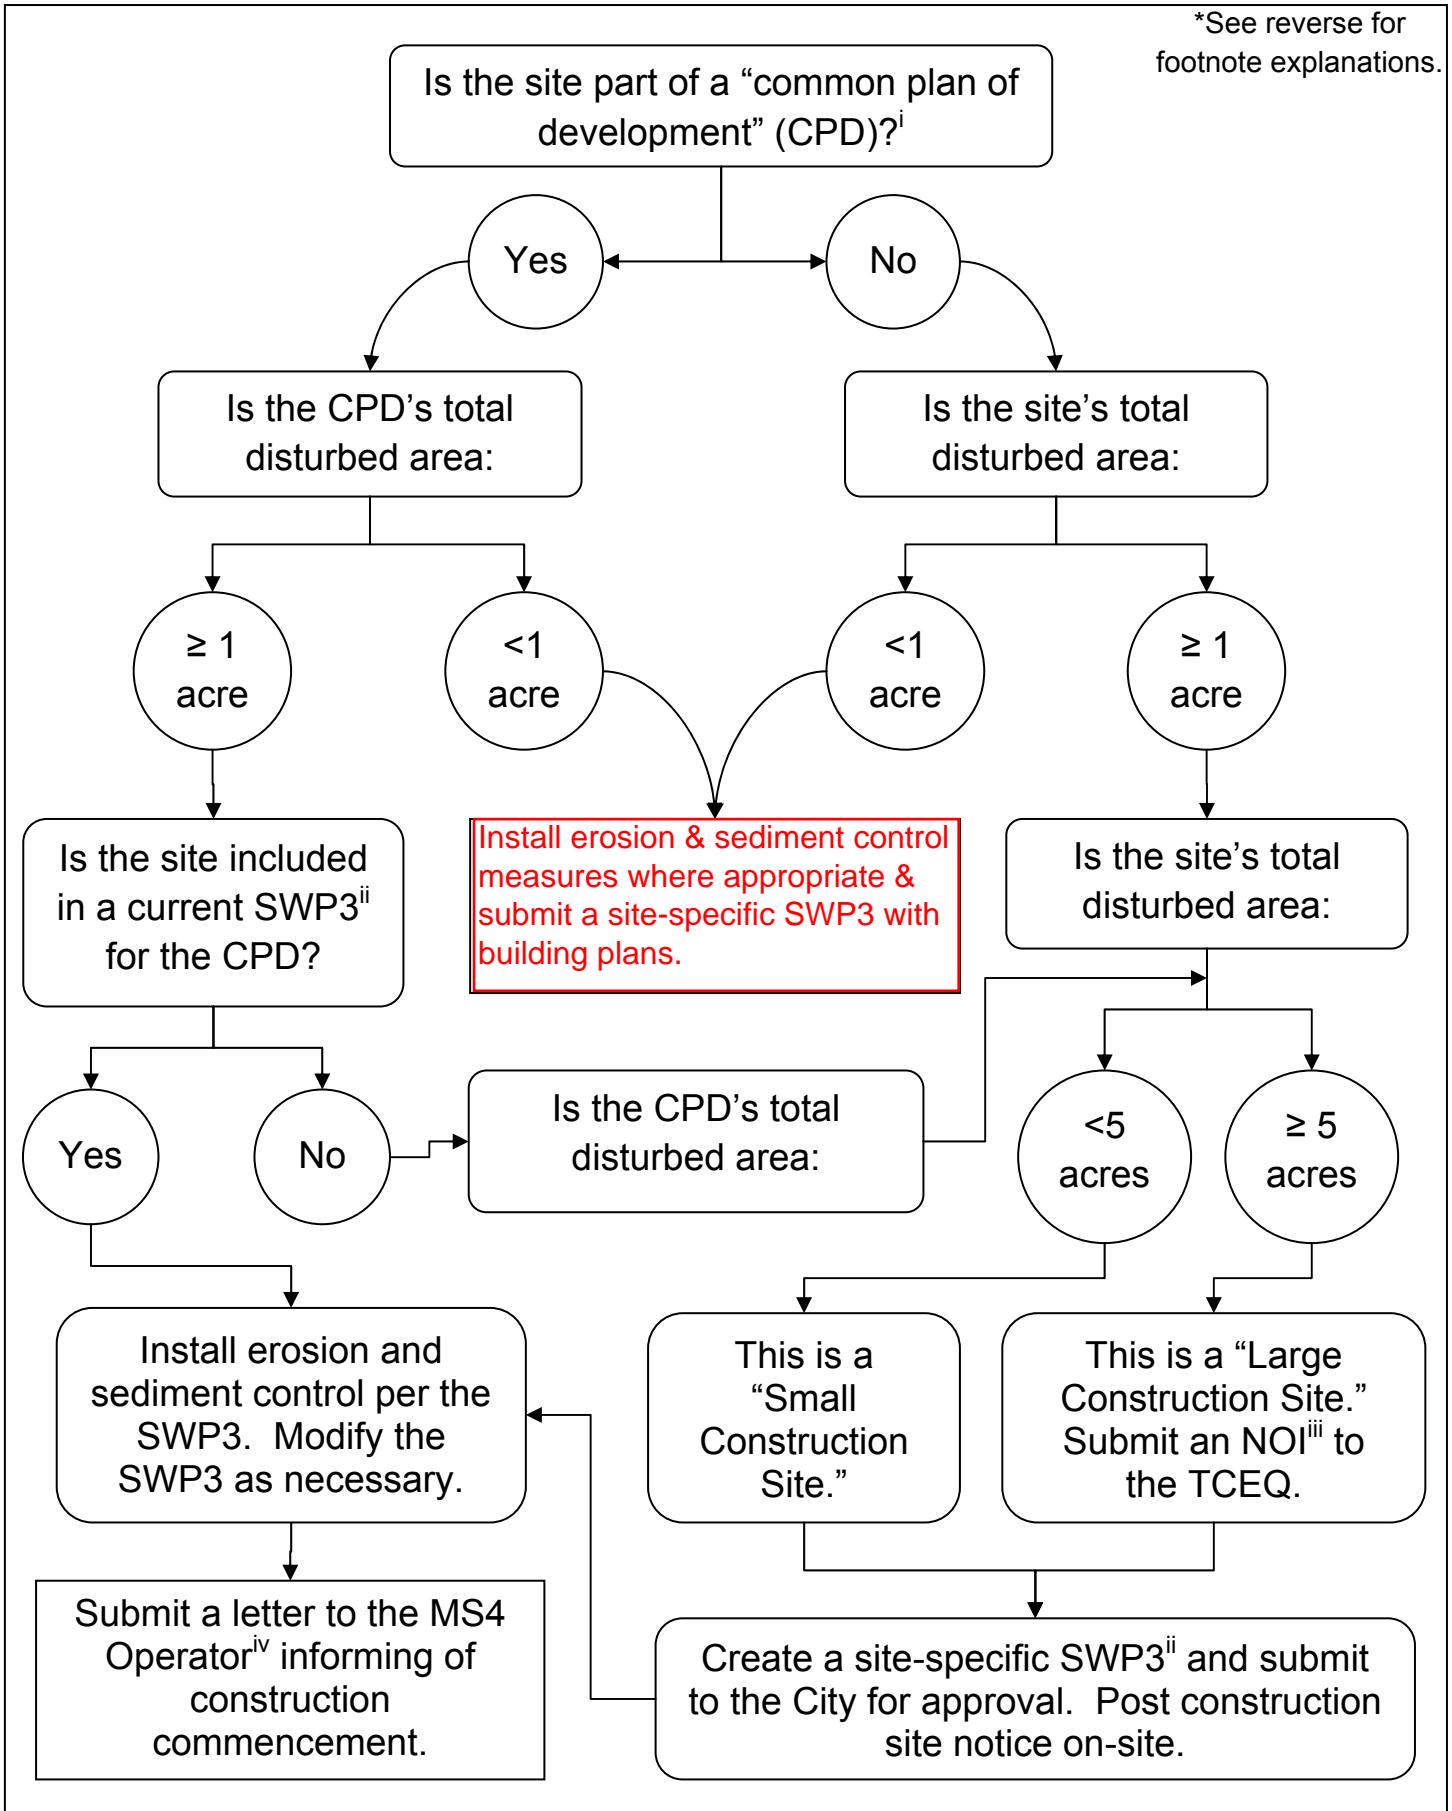 *See reverse for
footnote explanations.
Is the site part of a “common plan of
development” (CPD)?i
Yes
No
Is the CPD’s total
disturbed area:
Is the site’s total
disturbed area:
≥ 1
acre
<1
acre
<1
acre
≥ 1
acre
Is the site included
in a current SWP3ii
for the CPD?
Install erosion & sediment control
measures where appropriate &
submit a site-specific SWP3 with
building plans.
Is the site’s total
disturbed area:
Yes
No
Is the CPD’s total
disturbed area:
<5
acres
≥ 5
acres
Install erosion and
sediment control per the
SWP3.  Modify the
SWP3 as necessary.
This is a
“Small
Construction
Site.”
This is a “Large
Construction Site.”
Submit an NOIiii to
the TCEQ.
Submit a letter to the MS4
Operatoriv informing of
construction
commencement.
Create a site-specific SWP3ii and submit
to the City for approval.  Post construction
site notice on-site.